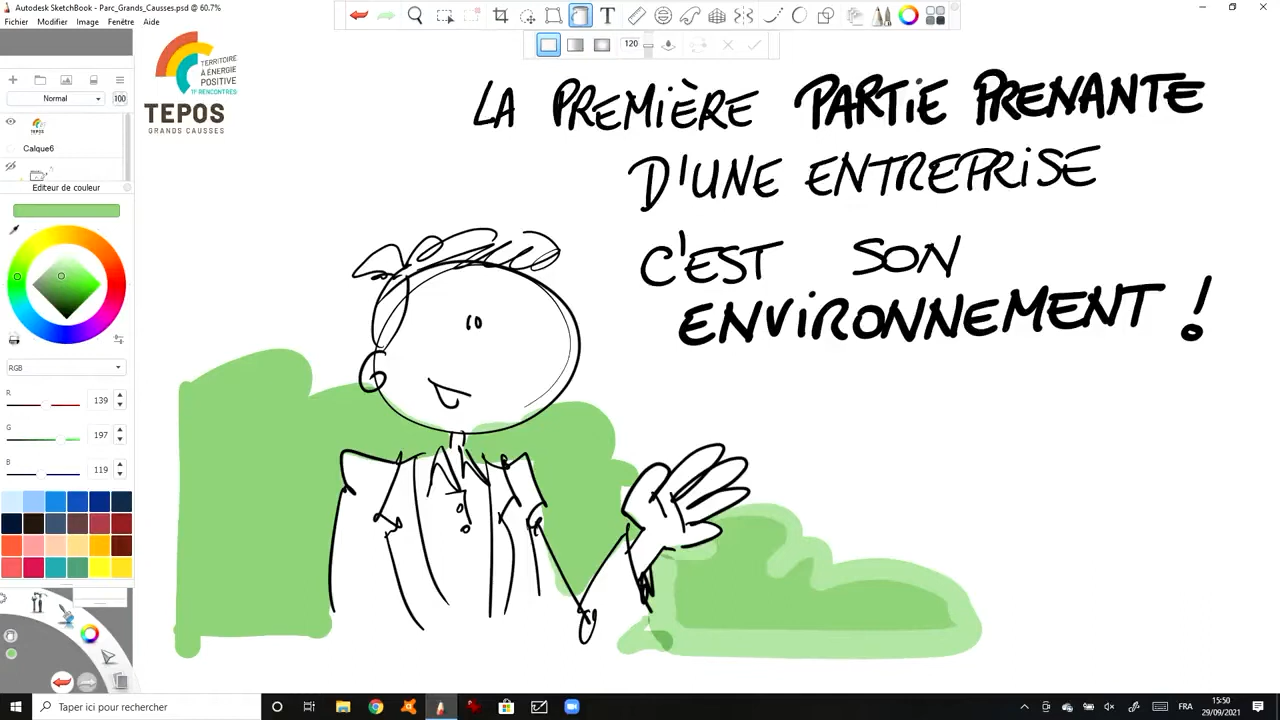 Autodesk SketchBook - Parc_Grands_Causses.psd @ 60.7%
Fichier Modifier Image Fenêtre Aide
120
Normal 100
Calque6
Editeur de couleur
RGB
R 139
G 197
B 119
TERRITOIRE
À ÉNERGIE
POSITIVE
TEPOS
GRANDS CAUSSES
LA PREMIÈRE PARTIE PRENANTE
D'UNE ENTREPRISE
C'EST SON
ENVIRONNEMENT !
Taper ici pour rechercher
FRA
15:50
29/09/2021